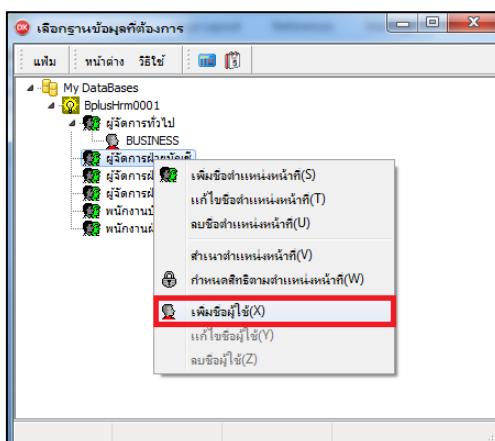 เลือกฐานข้อมูลที่ต้องการ
แฟ้ม หน้าต่าง วิธีใช้
My DataBases
BplusHrm0001
ผู้จัดการทั่วไป
BUSINESS
ผู้จัดการฝ่ายบัญชี
ผู้จัดการฝ
ผู้จัดการฝ
พนักงานบ
พนักงานฝ
เพิ่มชื่อตำแหน่งหน้าที่(S)
แก้ไขชื่อตำแหน่งหน้าที่(T)
ลบชื่อตำแหน่งหน้าที่(U)
สำเนาตำแหน่งหน้าที่(V)
กำหนดสิทธิตามตำแหน่งหน้าที่(W)
เพิ่มชื่อผู้ใช้(X)
แก้ไขชื่อผู้ใช้(Y)
ลบชื่อผู้ใช้(Z)